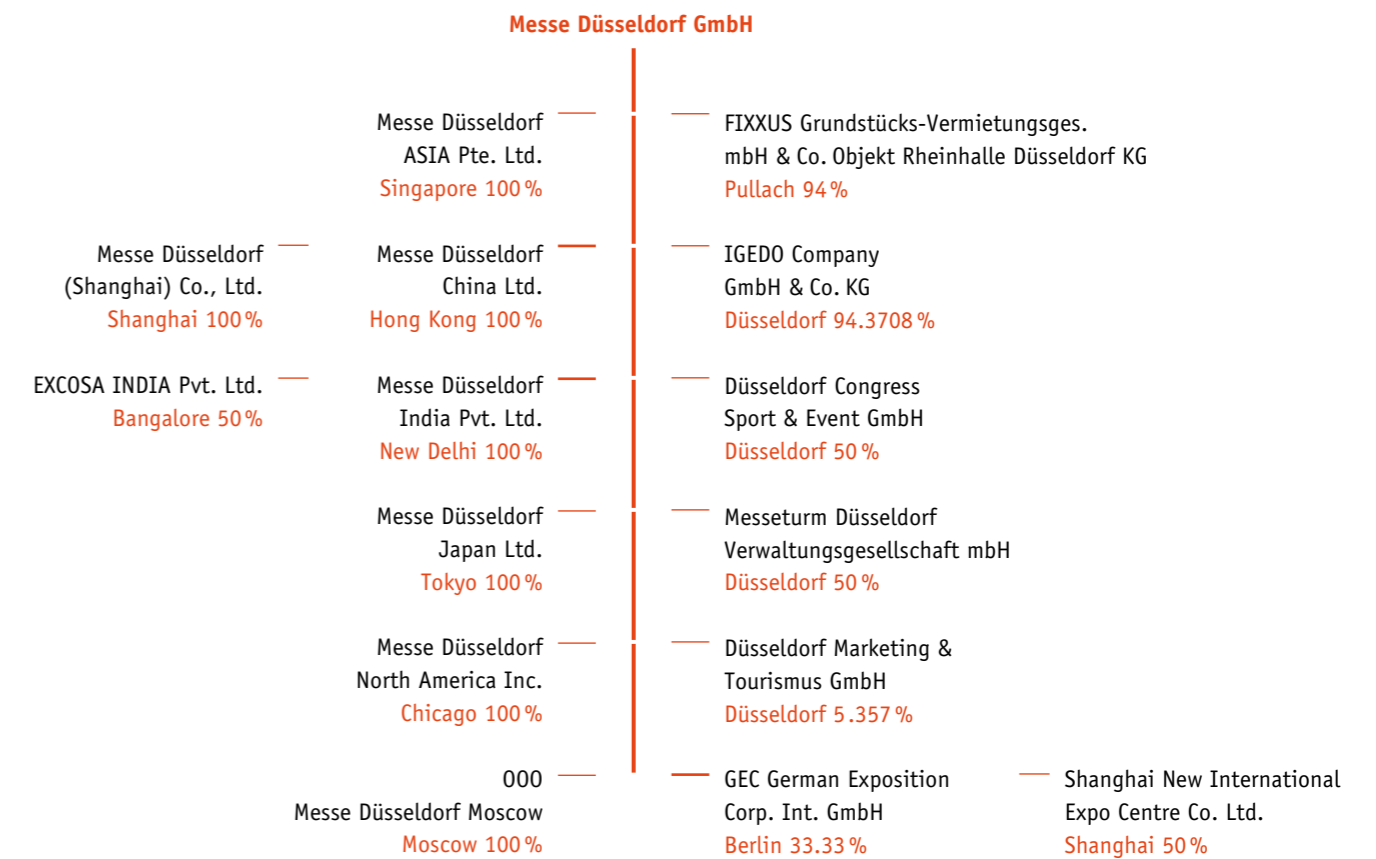 Messe Düsseldorf GmbH
Messe Düsseldorf
ASIA Pte. Ltd.
Singapore 100 %
FIXXUS Grundstücks-Vermietungsges.
mbH & Co. Objekt Rheinhalle Düsseldorf KG
Pullach 94 %
Messe Düsseldorf
(Shanghai) Co., Ltd.
Shanghai 100 %
Messe Düsseldorf
China Ltd.
Hong Kong 100 %
IGEDO Company
GmbH & Co. KG
Düsseldorf 94.3708 %
EXCOSA INDIA Pvt. Ltd.
Bangalore 50 %
Messe Düsseldorf
India Pvt. Ltd.
New Delhi 100 %
Düsseldorf Congress
Sport & Event GmbH
Düsseldorf 50 %
Messe Düsseldorf
Japan Ltd.
Tokyo 100 %
Messeturm Düsseldorf
Verwaltungsgesellschaft mbH
Düsseldorf 50 %
Messe Düsseldorf
North America Inc.
Chicago 100 %
Düsseldorf Marketing &
Tourismus GmbH
Düsseldorf 5.357 %
OOO
Messe Düsseldorf Moscow
Moscow 100 %
GEC German Exposition
Corp. Int. GmbH
Berlin 33.33 %
Shanghai New International
Expo Centre Co. Ltd.
Shanghai 50 %